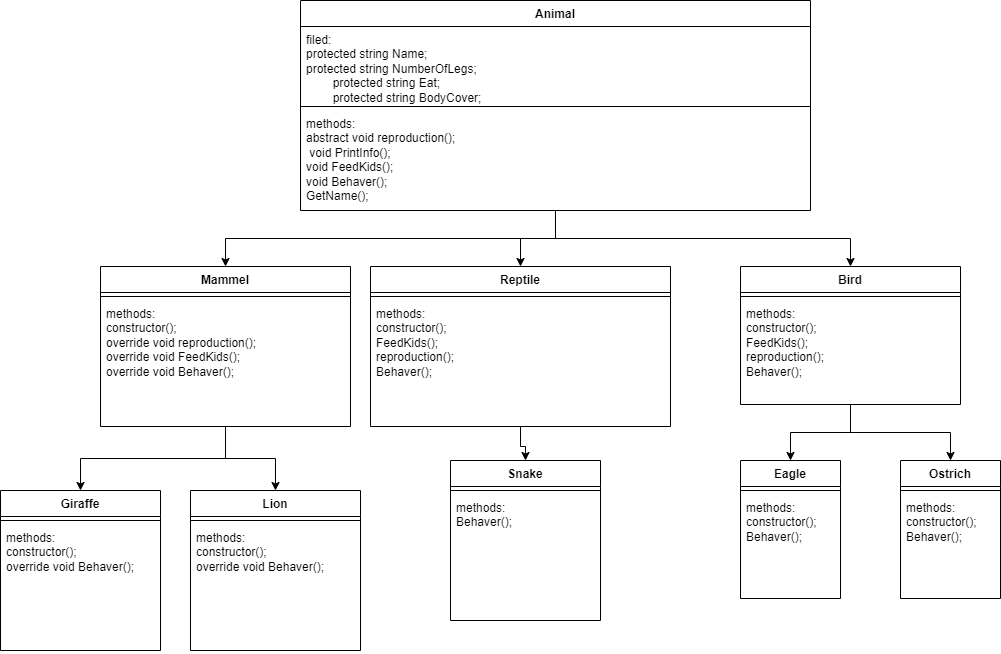 Animal
filed:
protected string Name;
protected string NumberOfLegs;
protected string Eat;
protected string BodyCover;
methods:
abstract void reproduction();
void PrintInfo();
void FeedKids();
void Behaver();
GetName();
Mammel
methods:
constructor();
override void reproduction();
override void FeedKids();
override void Behaver();
Reptile
methods:
constructor();
FeedKids();
reproduction();
Behaver();
Bird
methods:
constructor();
FeedKids();
reproduction();
Behaver();
Giraffe
methods:
constructor();
override void Behaver();
Lion
methods:
constructor();
override void Behaver();
Snake
methods:
Behaver();
Eagle
methods:
constructor();
Behaver();
Ostrich
methods:
constructor();
Behaver();